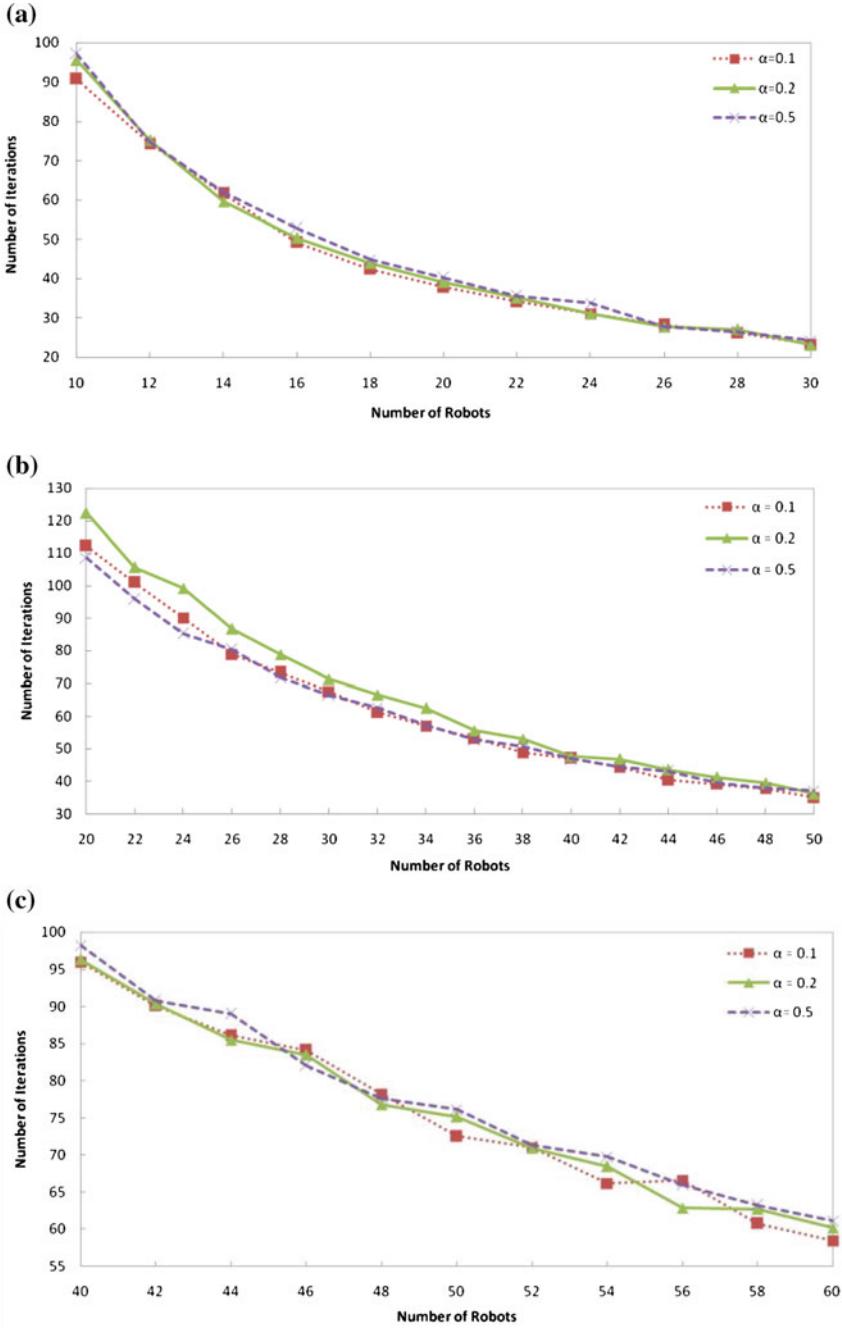 (a)
100
90
80
70
60
50
40
30
20
Number of Iterations
α=0.1
α=0.2
α=0.5
10 12 14 16 18 20 22 24 26 28 30
Number of Robots
(b)
130
120
110
100
90
80
70
60
50
40
30
Number of Iterations
α = 0.1
α = 0.2
α = 0.5
20 22 24 26 28 30 32 34 36 38 40 42 44 46 48 50
Number of Robots
(c)
100
95
90
85
80
75
70
65
60
55
Number of Iterations
α = 0.1
α = 0.2
α= 0.5
40 42 44 46 48 50 52 54 56 58 60
Number of Robots